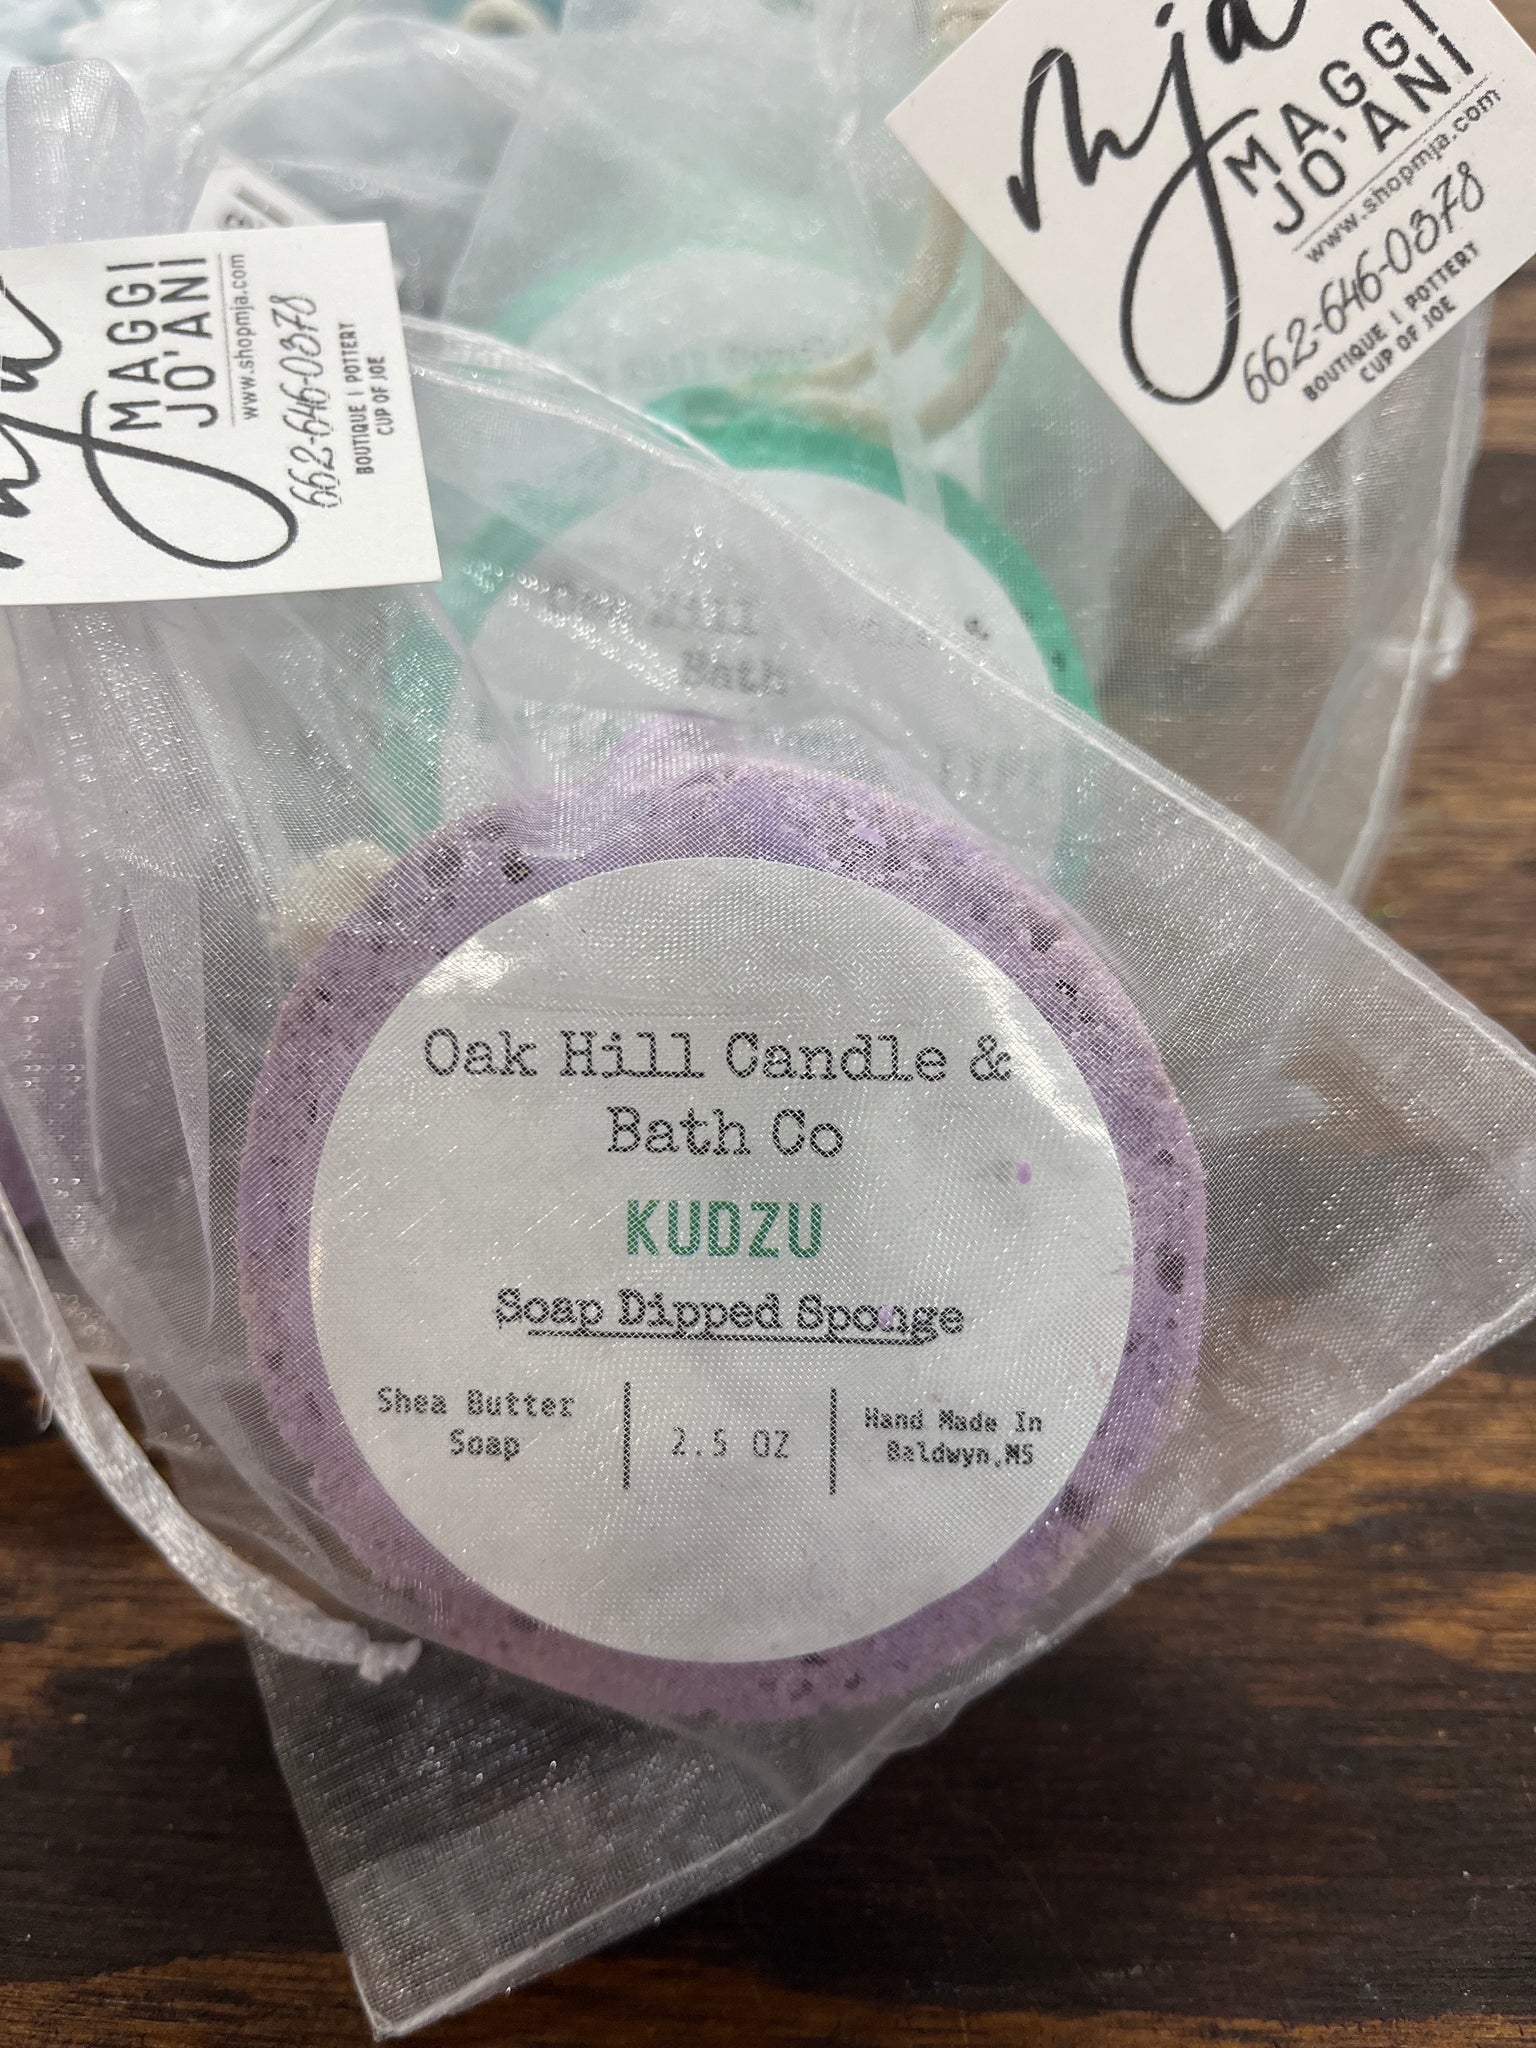 mja
MAGGI
JO'ANI
www.shopmja.com
662-646-0378
BOUTIQUE | POTTERY
CUP OF JOE
MAGGI
JO'ANI
www.shopmja.com
662-646-0378
BOUTIQUE | POTTERY
CUP OF JOE
Hill &
Bath
Oak Hill Candle &
Bath Co
KUDZU
Soap Dipped Sponge
Shea Butter
Soap
2.5 OZ
Hand Made In
Baldwyn,MS